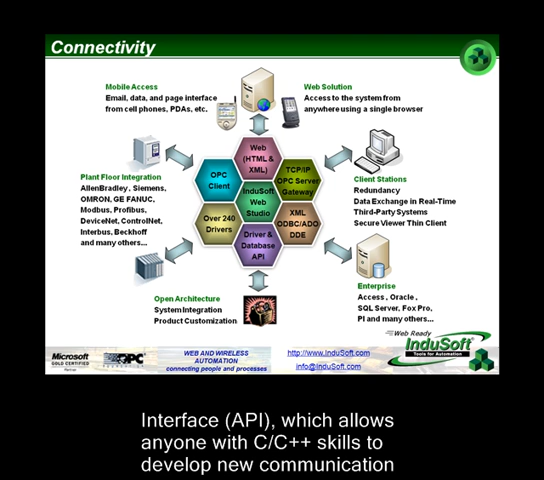 Connectivity
Mobile Access
Email, data, and page interface
from cell phones, PDAs, etc.
Web Solution
Access to the system from
anywhere using a single browser
Plant Floor Integration
AllenBradley , Siemens,
OMRON, GE FANUC,
Modbus, Profibus,
DeviceNet, ControlNet,
Interbus, Beckhoff
and many others...
Web
(HTML &
XML)
OPC
Client
TCP/IP
OPC Server
Gateway
InduSoft
Web
Studio
Over 240
Drivers
XML
ODBC/ADO
DDE
Driver &
Database
API
Client Stations
Redundancy
Data Exchange in Real-Time
Third-Party Systems
Secure Viewer Thin Client
Open Architecture
System Integration
Product Customization
Enterprise
Access , Oracle ,
SQL Server, Fox Pro,
PI and many others...
Microsoft
GOLD CERTIFIED
Partner
OPC
FOUNDATION
WEB AND WIRELESS
AUTOMATION
connecting people and processes
http://www.InduSoft.com
info@InduSoft.com
Web Ready
InduSoft
Tools for Automation
Interface (API), which allows
anyone with C/C++ skills to
develop new communication